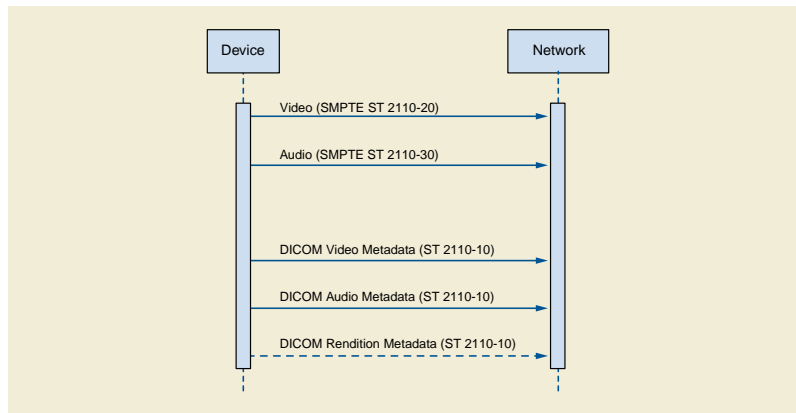 Device
Network
Video (SMPTE ST 2110-20)
Audio (SMPTE ST 2110-30)
DICOM Video Metadata (ST 2110-10)
DICOM Audio Metadata (ST 2110-10)
DICOM Rendition Metadata (ST 2110-10)